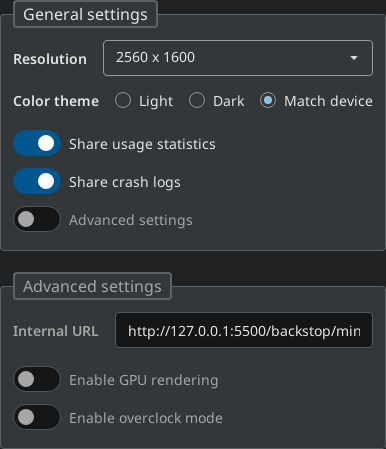 General settings
Resolution 2560 x 1600
Color theme Light Dark Match device
Share usage statistics
Share crash logs
Advanced settings
Advanced settings
Internal URL http://127.0.0.1:5500/backstop/min
Enable GPU rendering
Enable overclock mode